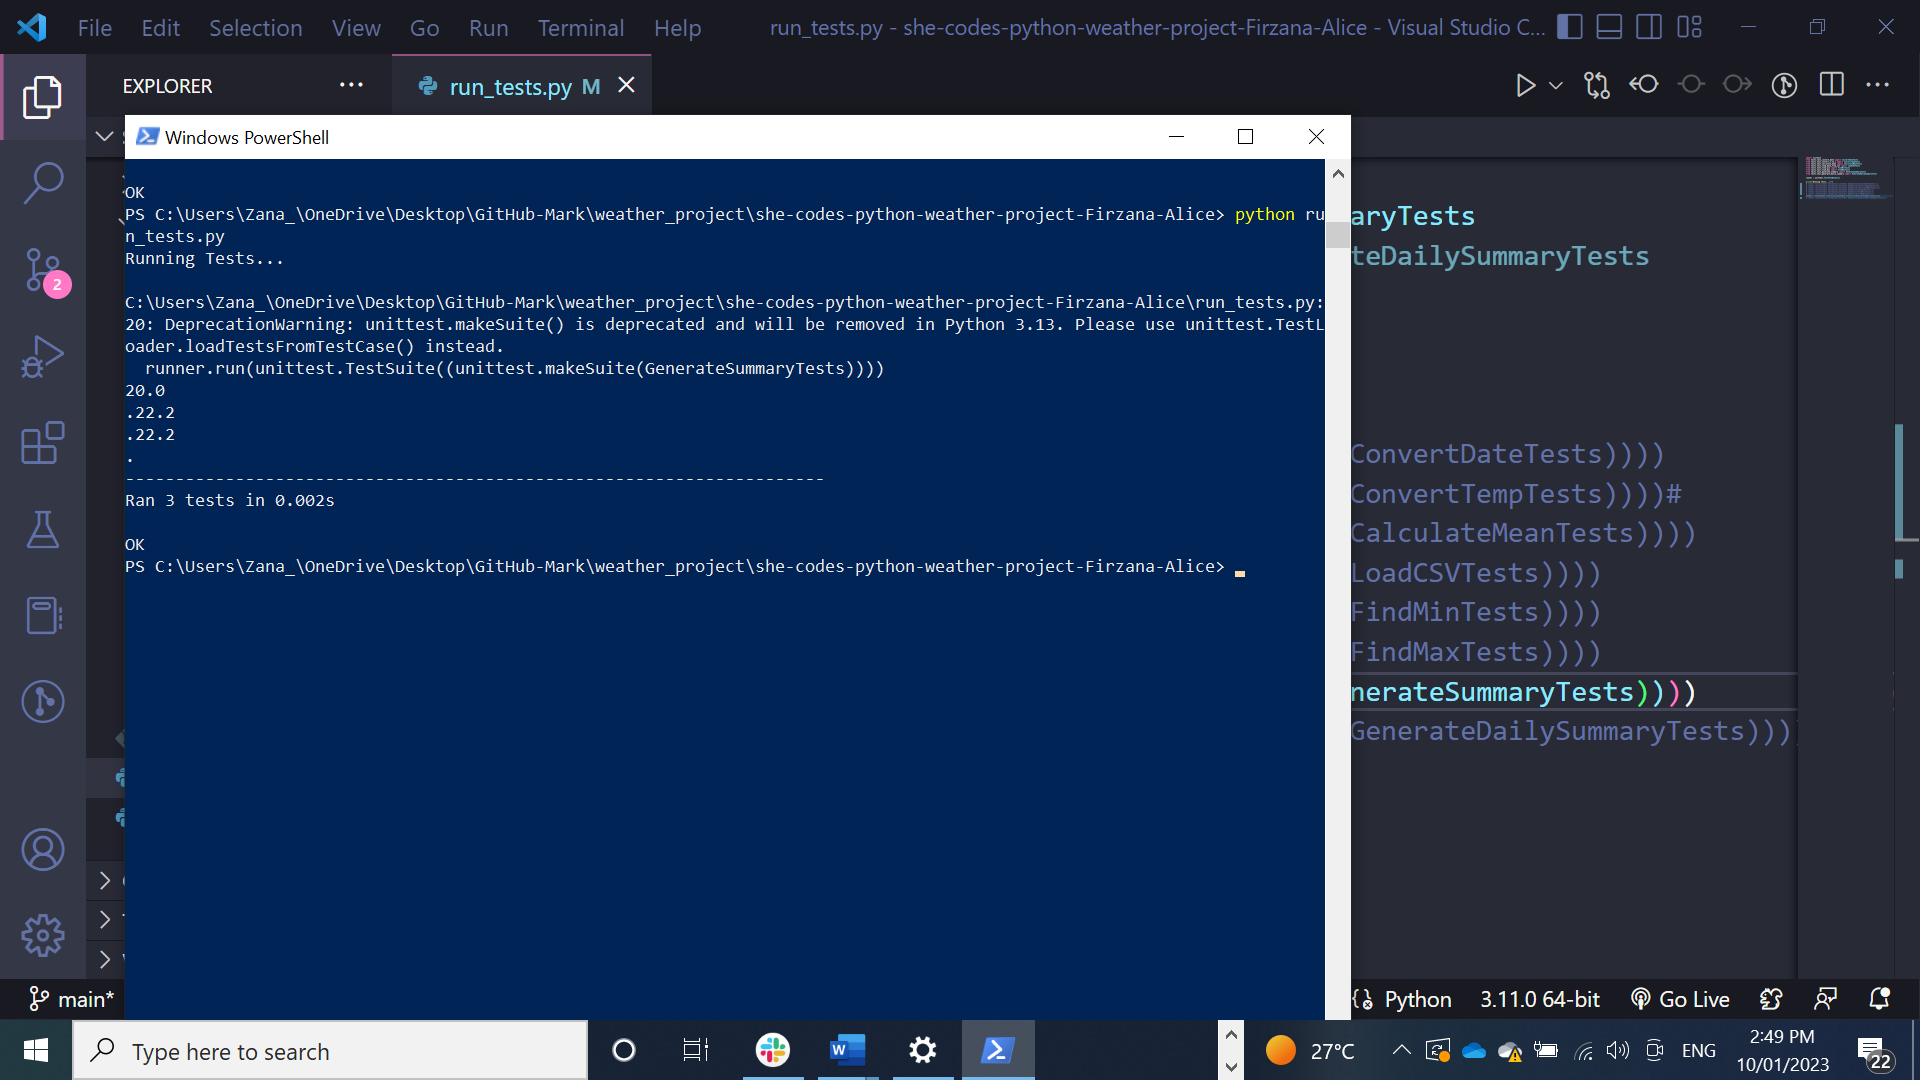 File Edit Selection View Go Run Terminal Help run_tests.py - she-codes-python-weather-project-Firzana-Alice - Visual Studio C...
EXPLORER ... run_tests.py M
Windows PowerShell
OK
PS C:\Users\Zana_\OneDrive\Desktop\GitHub-Mark\weather_project\she-codes-python-weather-project-Firzana-Alice> python ru
n_tests.py
Running Tests...
C:\Users\Zana_\OneDrive\Desktop\GitHub-Mark\weather_project\she-codes-python-weather-project-Firzana-Alice\run_tests.py:
20: DeprecationWarning: unittest.makeSuite() is deprecated and will be removed in Python 3.13. Please use unittest.TestL
oader.loadTestsFromTestCase() instead.
runner.run(unittest.TestSuite((unittest.makeSuite(GenerateSummaryTests))))
20.0
.22.2
.22.2
.
----------------------------------------------------------------------
Ran 3 tests in 0.002s
OK
PS C:\Users\Zana_\OneDrive\Desktop\GitHub-Mark\weather_project\she-codes-python-weather-project-Firzana-Alice>
aryTests
teDailySummaryTests
ConvertDateTests))))
ConvertTempTests))))#
CalculateMeanTests))))
LoadCSVTests))))
FindMinTests))))
FindMaxTests))))
nerateSummaryTests))))
GenerateDailySummaryTests))))
2
main* Python 3.11.0 64-bit Go Live
Type here to search 27°C ENG 2:49 PM
10/01/2023 22